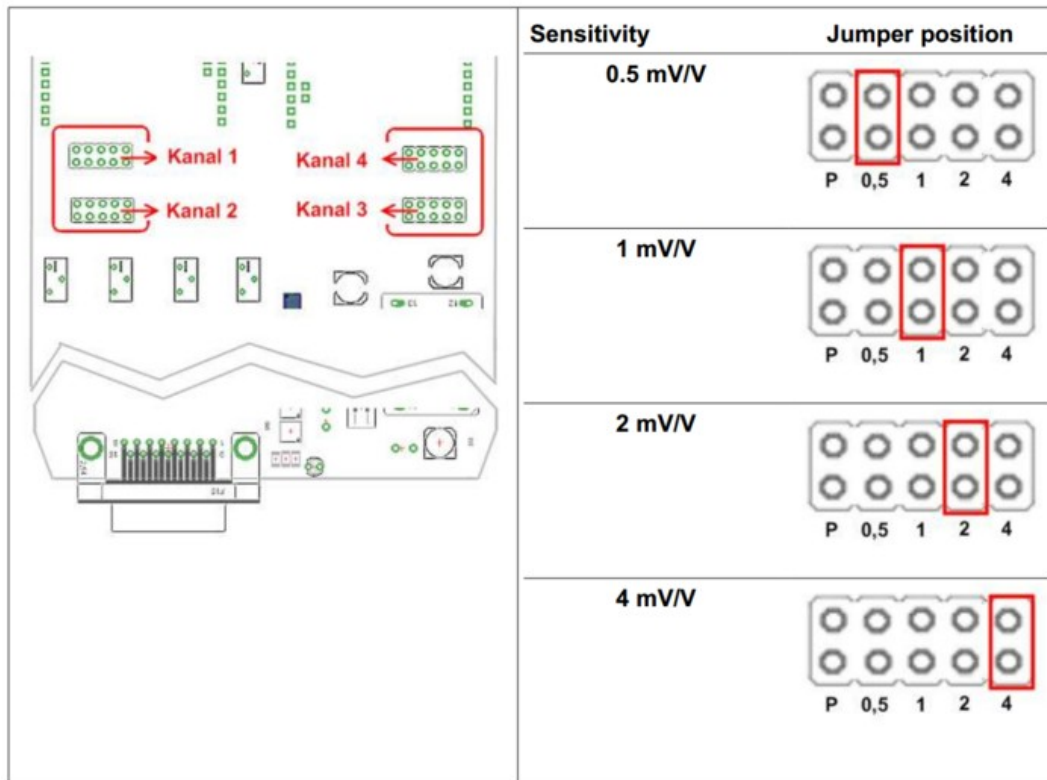 Kanal 1
Kanal 4
Kanal 2
Kanal 3
13
12
Sensitivity Jumper position
0.5 mV/V
P 0,5 1 2 4
1 mV/V
P 0,5 1 2 4
2 mV/V
P 0,5 1 2 4
4 mV/V
P 0,5 1 2 4